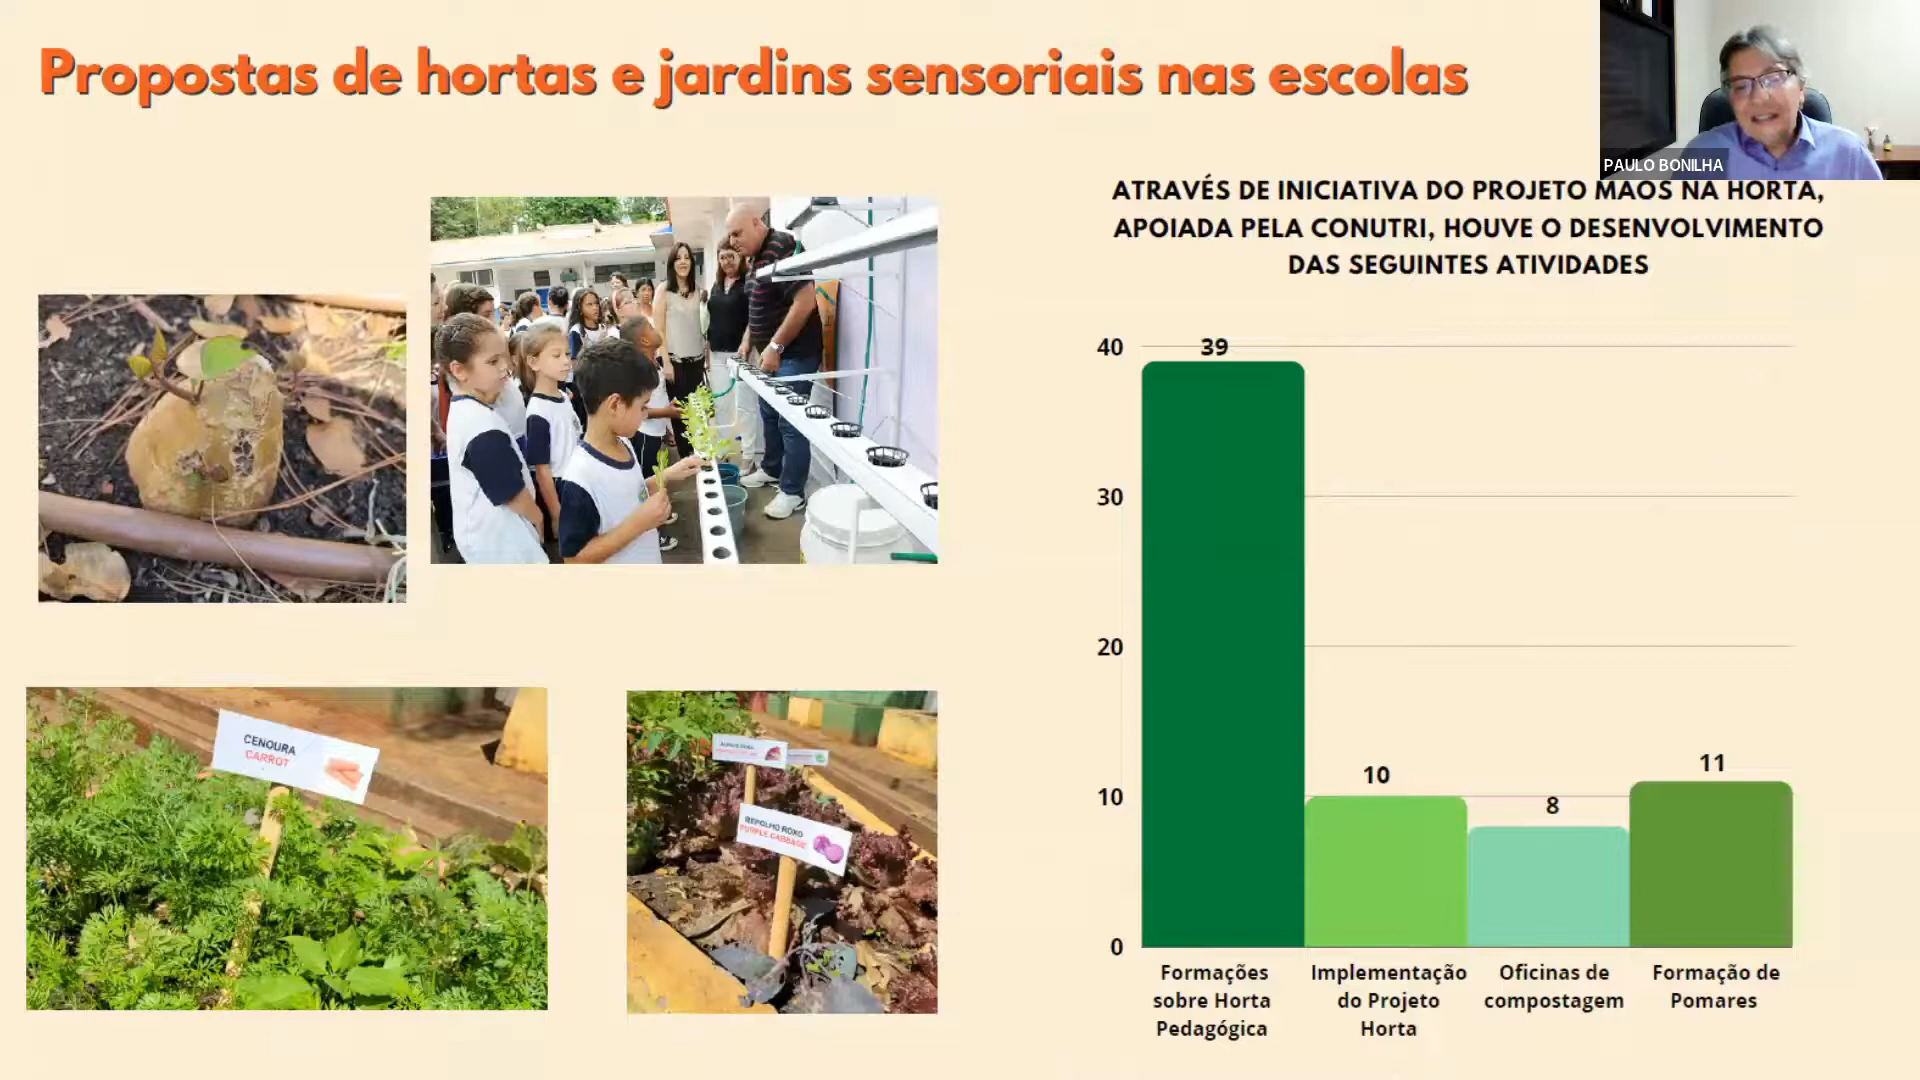 Propostas de hortas e jardins sensoriais nas escolas
PAULO BONILHA
ATRAVÉS DE INICIATIVA DO PROJETO MÃOS NA HORTA,
APOIADA PELA CONUTRI, HOUVE O DESENVOLVIMENTO
DAS SEGUINTES ATIVIDADES
CENOURA
CARROT
REPOLHO ROXO
PURPLE CABBAGE
40
30
20
10
0
39
10
8
11
Formações
sobre Horta
Pedagógica
Implementação
do Projeto
Horta
Oficinas de
compostagem
Formação de
Pomares